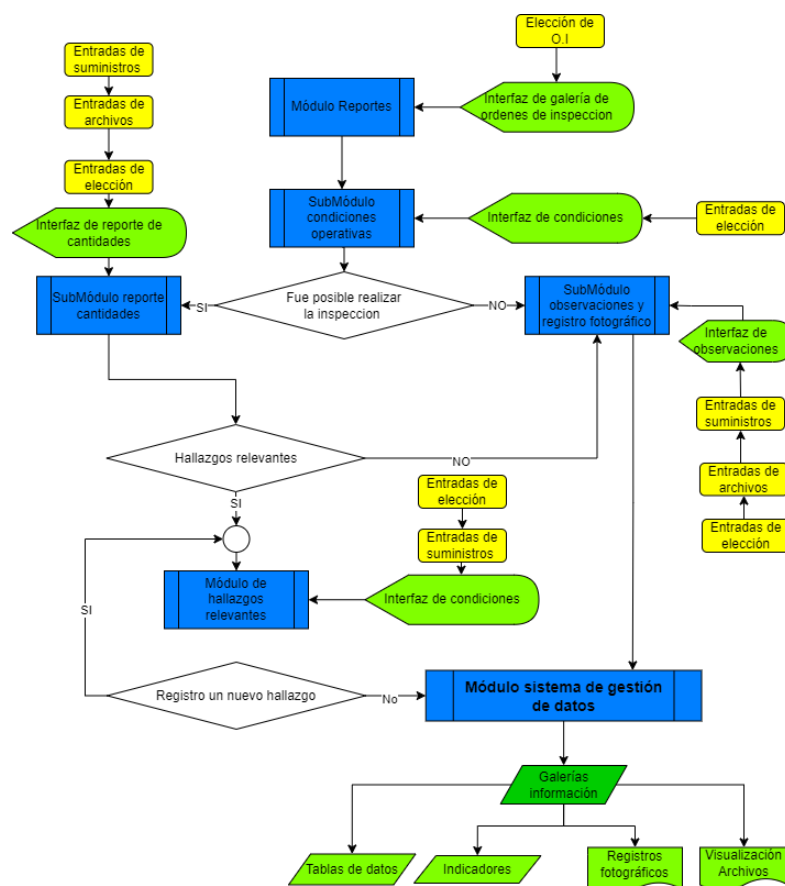 Elección de
O.I
Entradas de
suministros
Interfaz de galería de
ordenes de inspeccion
Módulo Reportes
Entradas de
archivos
Entradas de
elección
SubMódulo
condiciones
operativas
Interfaz de condiciones
Entradas de
elección
Interfaz de reporte de
cantidades
SubMódulo reporte
cantidades
SI
Fue posible realizar
la inspeccion
NO
SubMódulo
observaciones y
registro fotográfico
Interfaz de
observaciones
Entradas de
suministros
Entradas de
archivos
Entradas de
elección
Hallazgos relevantes
NO
SI
Entradas de
elección
Entradas de
suministros
Módulo de
hallazgos
relevantes
Interfaz de condiciones
SI
Registro un nuevo hallazgo
No
Módulo sistema de gestión
de datos
Galerías
información
Tablas de datos
Indicadores
Registros
fotográficos
Visualización
Archivos